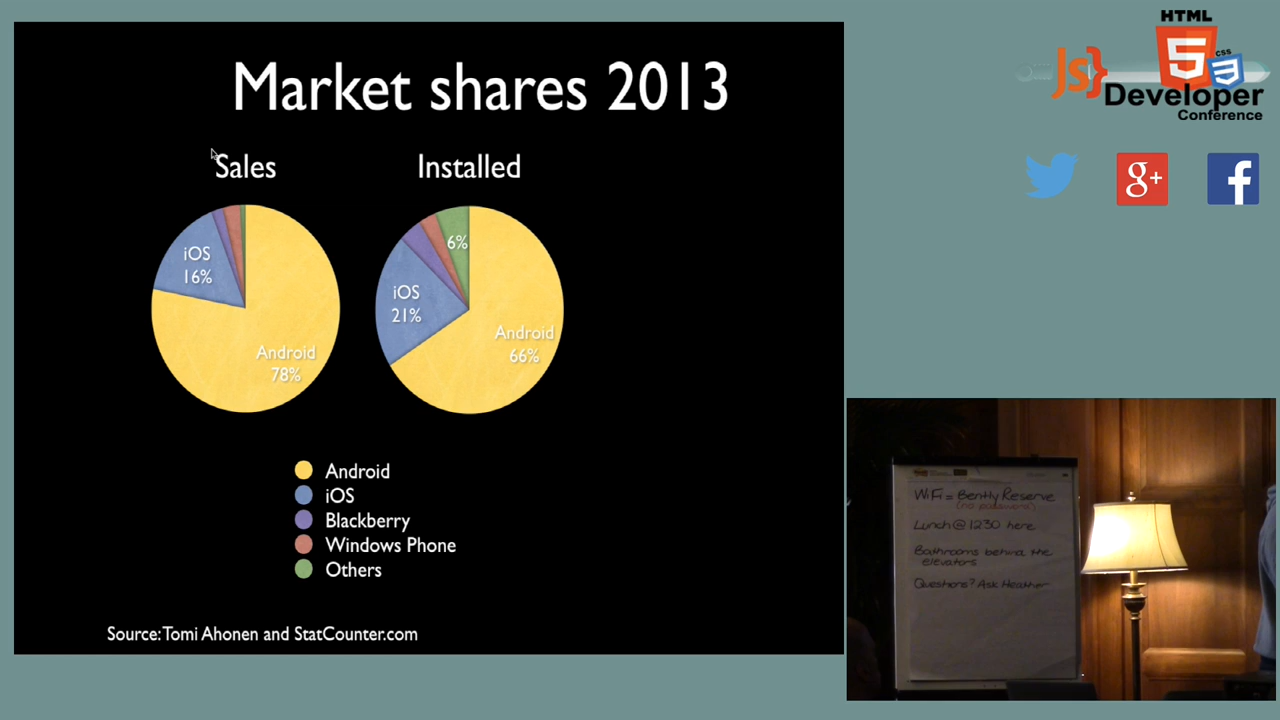 Market shares 2013
Sales
Installed
iOS
16%
Android
78%
6%
iOS
21%
Android
66%
Android
iOS
Blackberry
Windows Phone
Others
Source: Tomi Ahonen and StatCounter.com
HTML
5
css
3
JS}
Developer
Conference
g+
f
WiFi = Bently Reserve
(no password)
Lunch @ 1230 here
Bathrooms behind the
elevators
Questions? Ask Heather